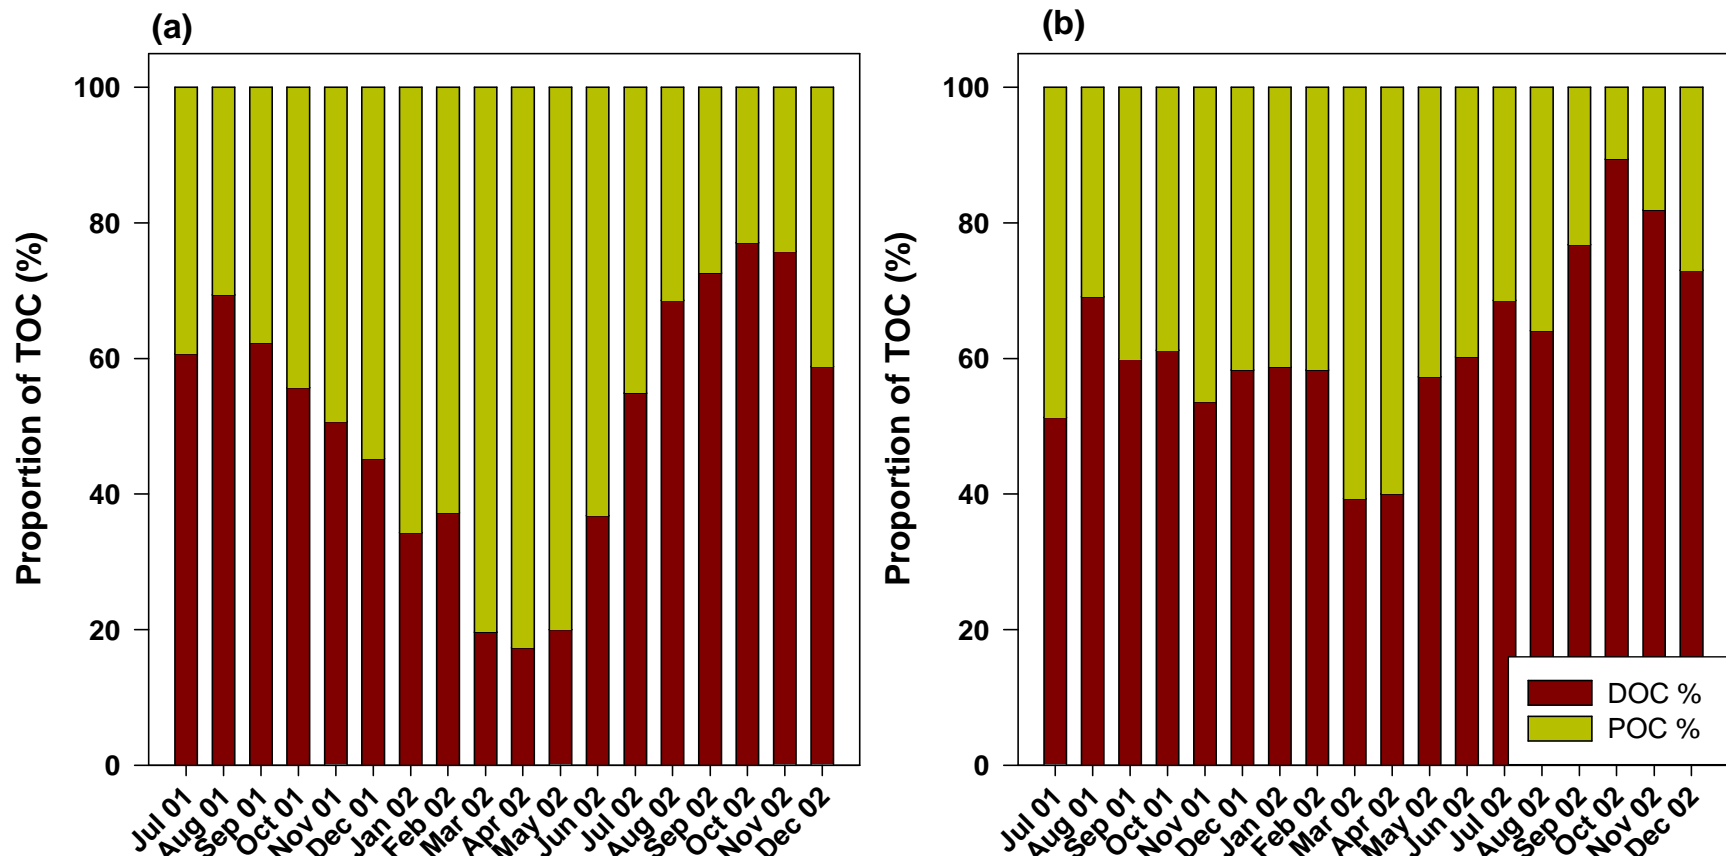 (a)
Proportion of TOC (%)
100
80
60
40
20
0
Jul 01
Aug 01
Sep 01
Oct 01
Nov 01
Dec 01
Jan 02
Feb 02
Mar 02
Apr 02
May 02
Jun 02
Jul 02
Aug 02
Sep 02
Oct 02
Nov 02
Dec 02
(b)
Proportion of TOC (%)
100
80
60
40
20
0
Jul 01
Aug 01
Sep 01
Oct 01
Nov 01
Dec 01
Jan 02
Feb 02
Mar 02
Apr 02
May 02
Jun 02
Jul 02
Aug 02
Sep 02
Oct 02
Nov 02
Dec 02
DOC %
POC %